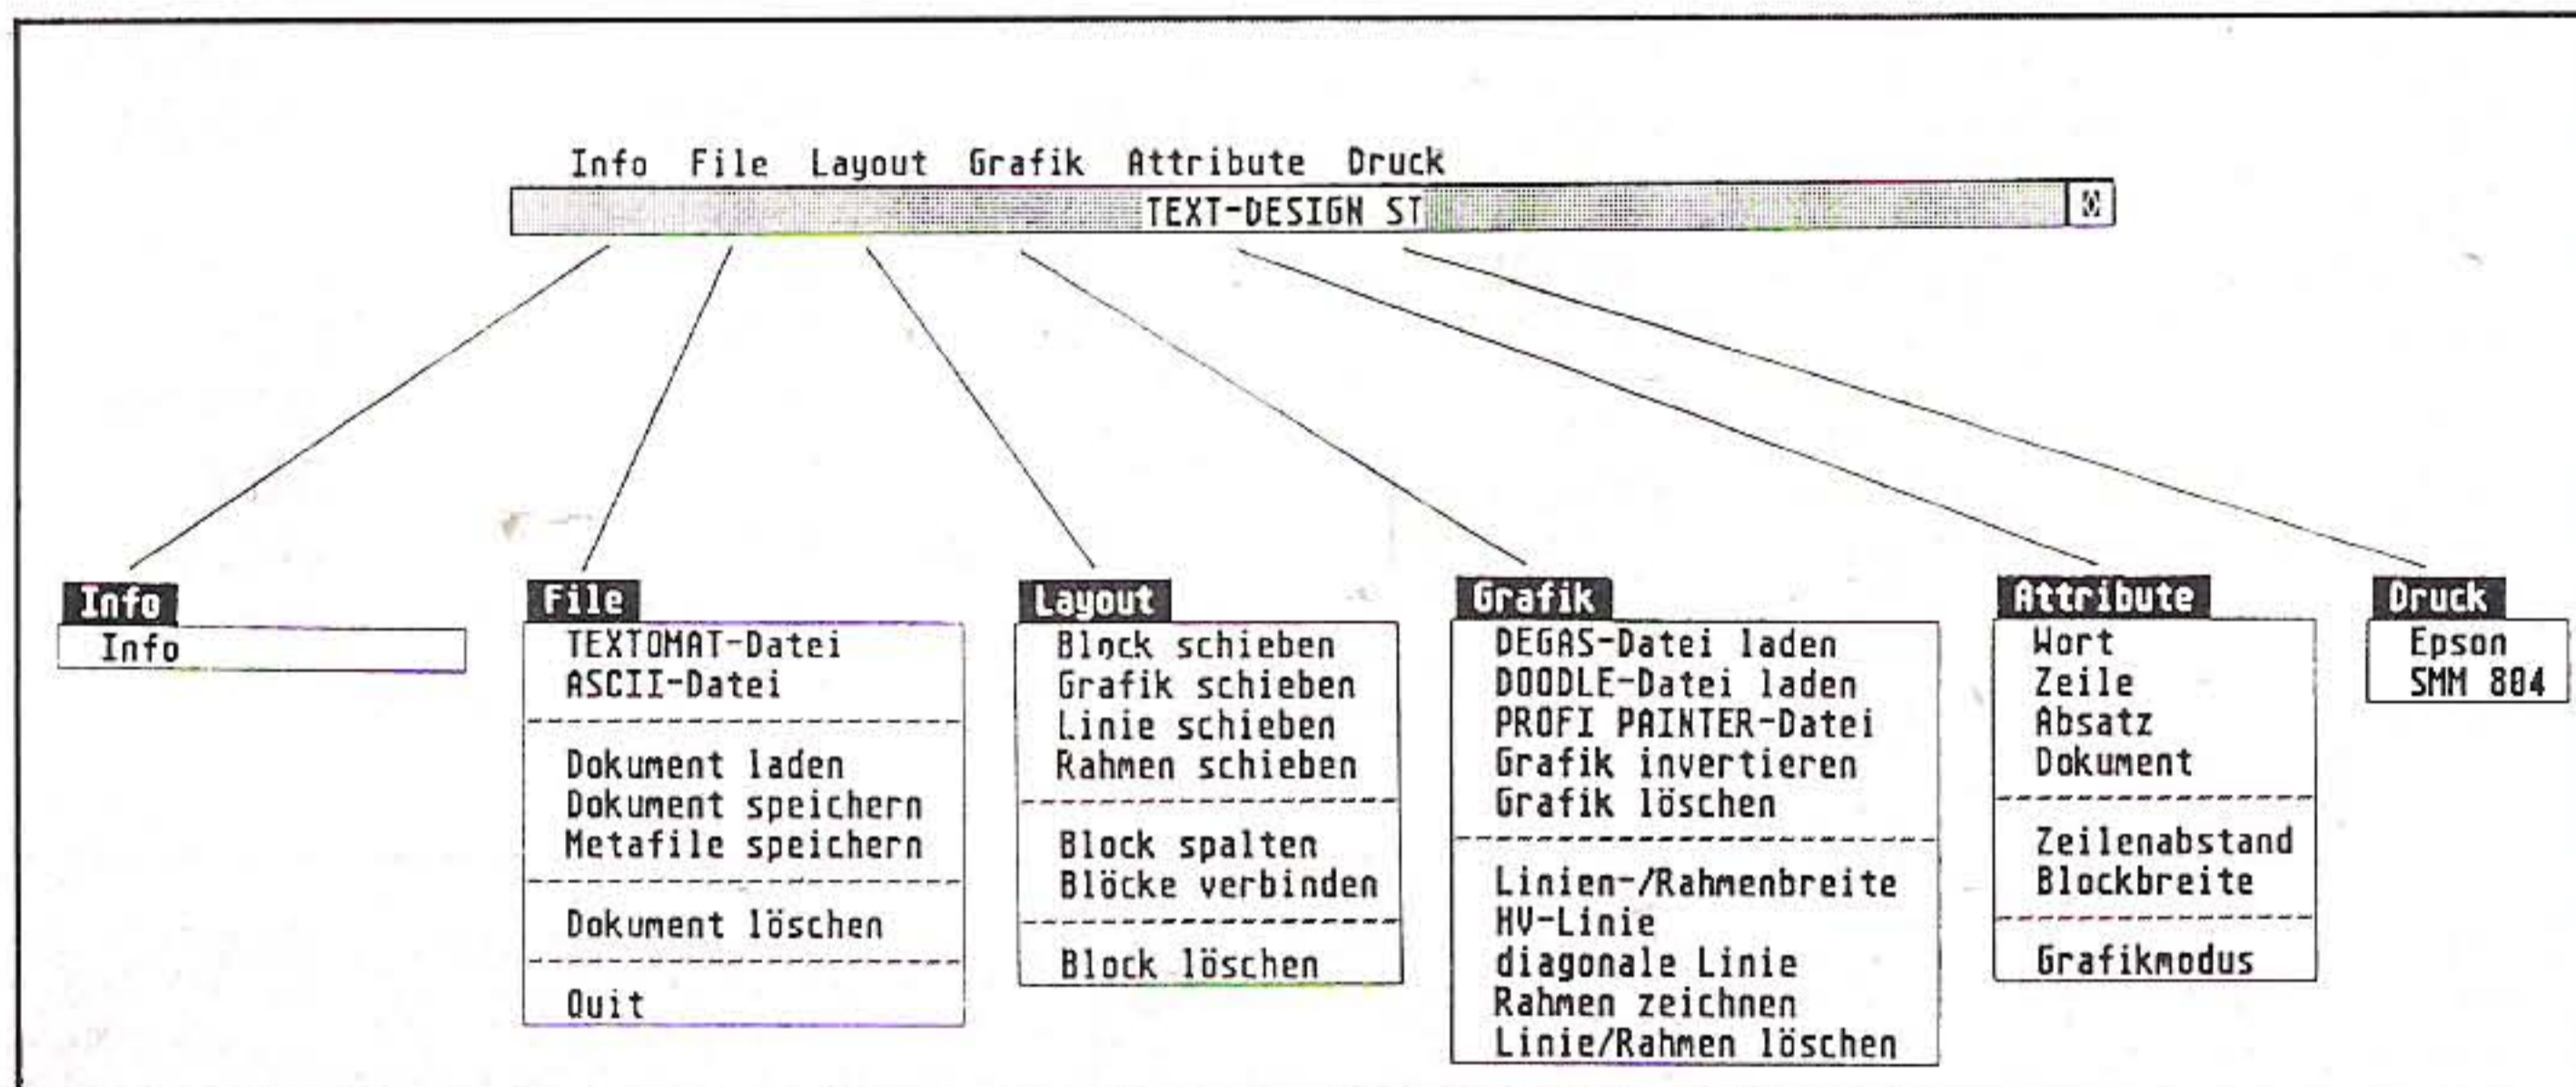 Info File Layout Grafik Attribute Druck
TEXT-DESIGN ST
Info
Info
File
TEXTOMAT-Datei
ASCII-Datei
Dokument laden
Dokument speichern
Metafile speichern
Dokument löschen
Quit
Layout
Block schieben
Grafik schieben
Linie schieben
Rahmen schieben
Block spalten
Blöcke verbinden
Block löschen
Grafik
DEGAS-Datei laden
DOODLE-Datei laden
PROFI PAINTER-Datei
Grafik invertieren
Grafik löschen
Linien-/Rahmenbreite
HV-Linie
diagonale Linie
Rahmen zeichnen
Linie/Rahmen löschen
Attribute
Wort
Zeile
Absatz
Dokument
Zeilenabstand
Blockbreite
Grafikmodus
Druck
Epson
SMM 804